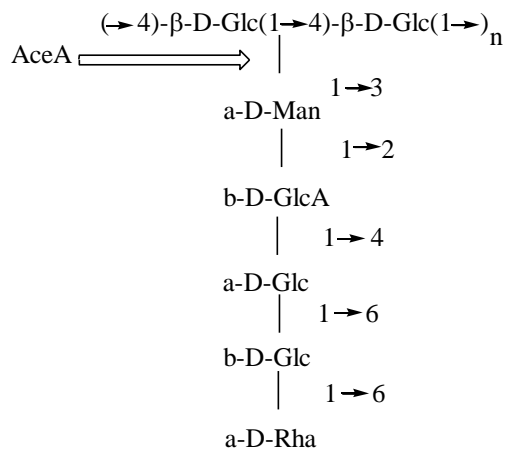 (→4)-β-D-Glc(1→4)-β-D-Glc(1→)n
AceA
1→3
a-D-Man
1→2
b-D-GlcA
1→4
a-D-Glc
1→6
b-D-Glc
1→6
a-D-Rha